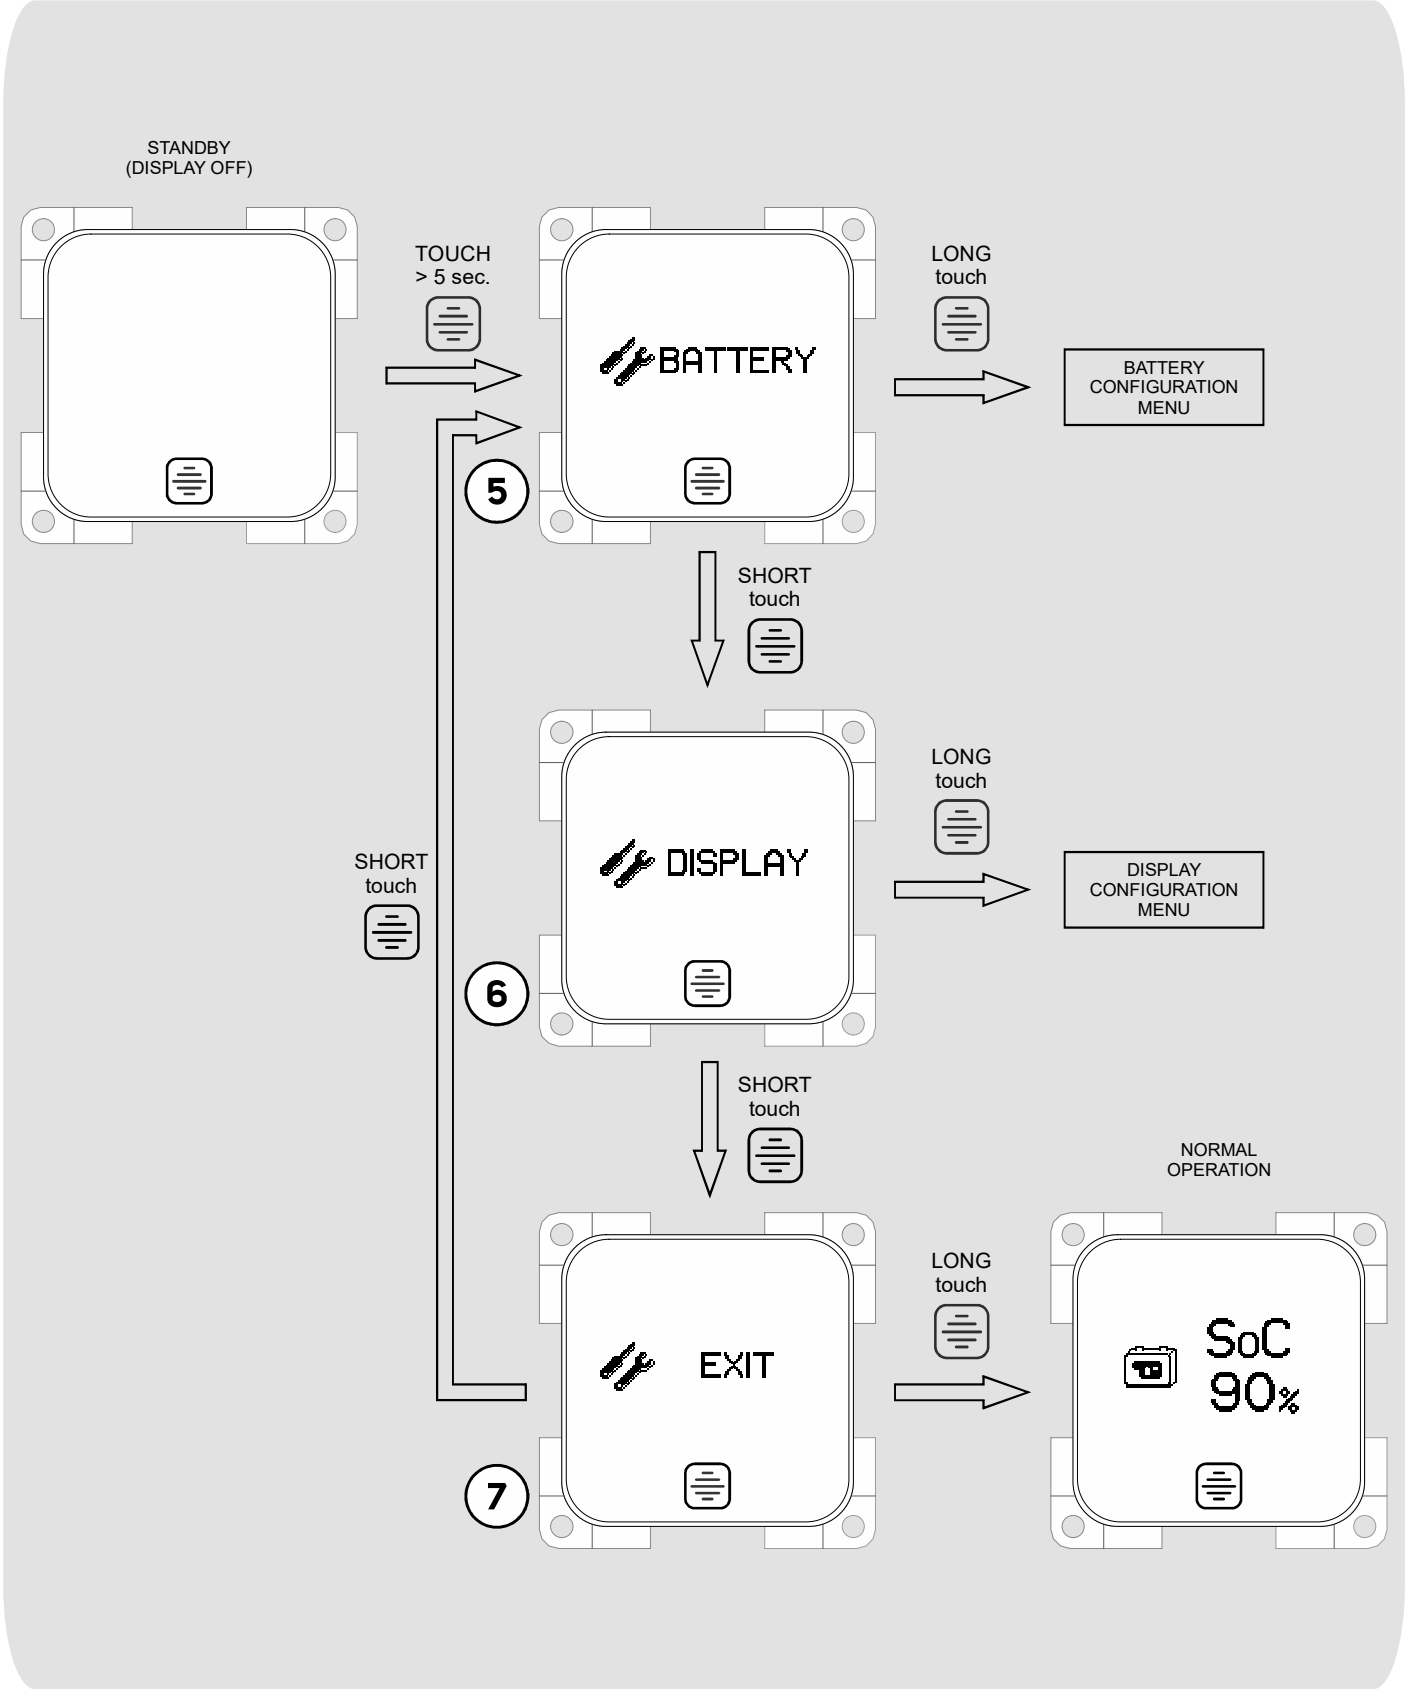 STANDBY
(DISPLAY OFF)
TOUCH
> 5 sec.
BATTERY
5
LONG
touch
BATTERY
CONFIGURATION
MENU
SHORT
touch
DISPLAY
6
LONG
touch
DISPLAY
CONFIGURATION
MENU
SHORT
touch
SHORT
touch
EXIT
7
LONG
touch
NORMAL
OPERATION
SoC
90%